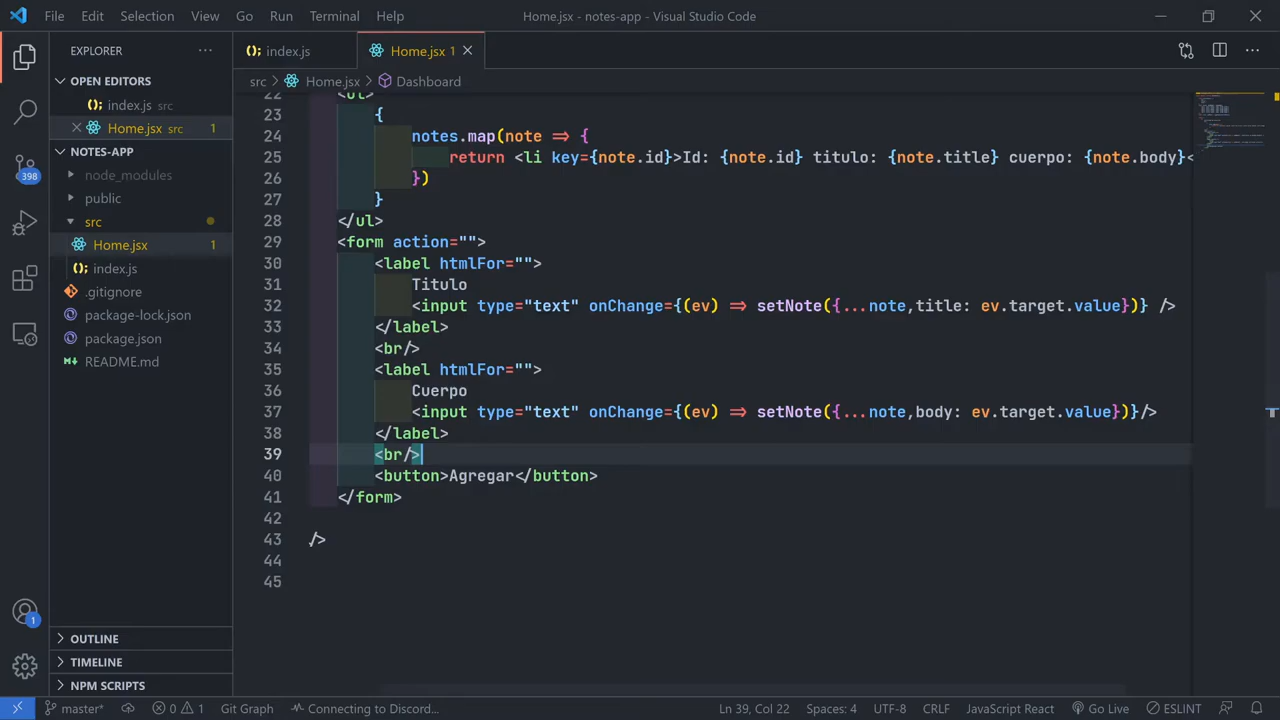 File Edit Selection View Go Run Terminal Help
Home.jsx - notes-app - Visual Studio Code
EXPLORER ...
OPEN EDITORS
index.js src
Home.jsx src 1
NOTES-APP
node_modules
public
src
Home.jsx 1
index.js
.gitignore
package-lock.json
package.json
README.md
OUTLINE
TIMELINE
NPM SCRIPTS
398
1
index.js
Home.jsx 1
src > Home.jsx > Dashboard
22 <ul>
23 {
24 notes.map(note => {
25 return <li key={note.id}>Id: {note.id} titulo: {note.title} cuerpo: {note.body}<
26 })
27 }
28 </ul>
29 <form action="">
30 <label htmlFor="">
31 Titulo
32 <input type="text" onChange={(ev) => setNote({...note,title: ev.target.value})} />
33 </label>
34 <br/>
35 <label htmlFor="">
36 Cuerpo
37 <input type="text" onChange={(ev) => setNote({...note,body: ev.target.value})}/>
38 </label>
39 <br/>
40 <button>Agregar</button>
41 </form>
42
43 />
44
45
master* 0 1 Git Graph Connecting to Discord... Ln 39, Col 22 Spaces: 4 UTF-8 CRLF JavaScript React Go Live ESLINT